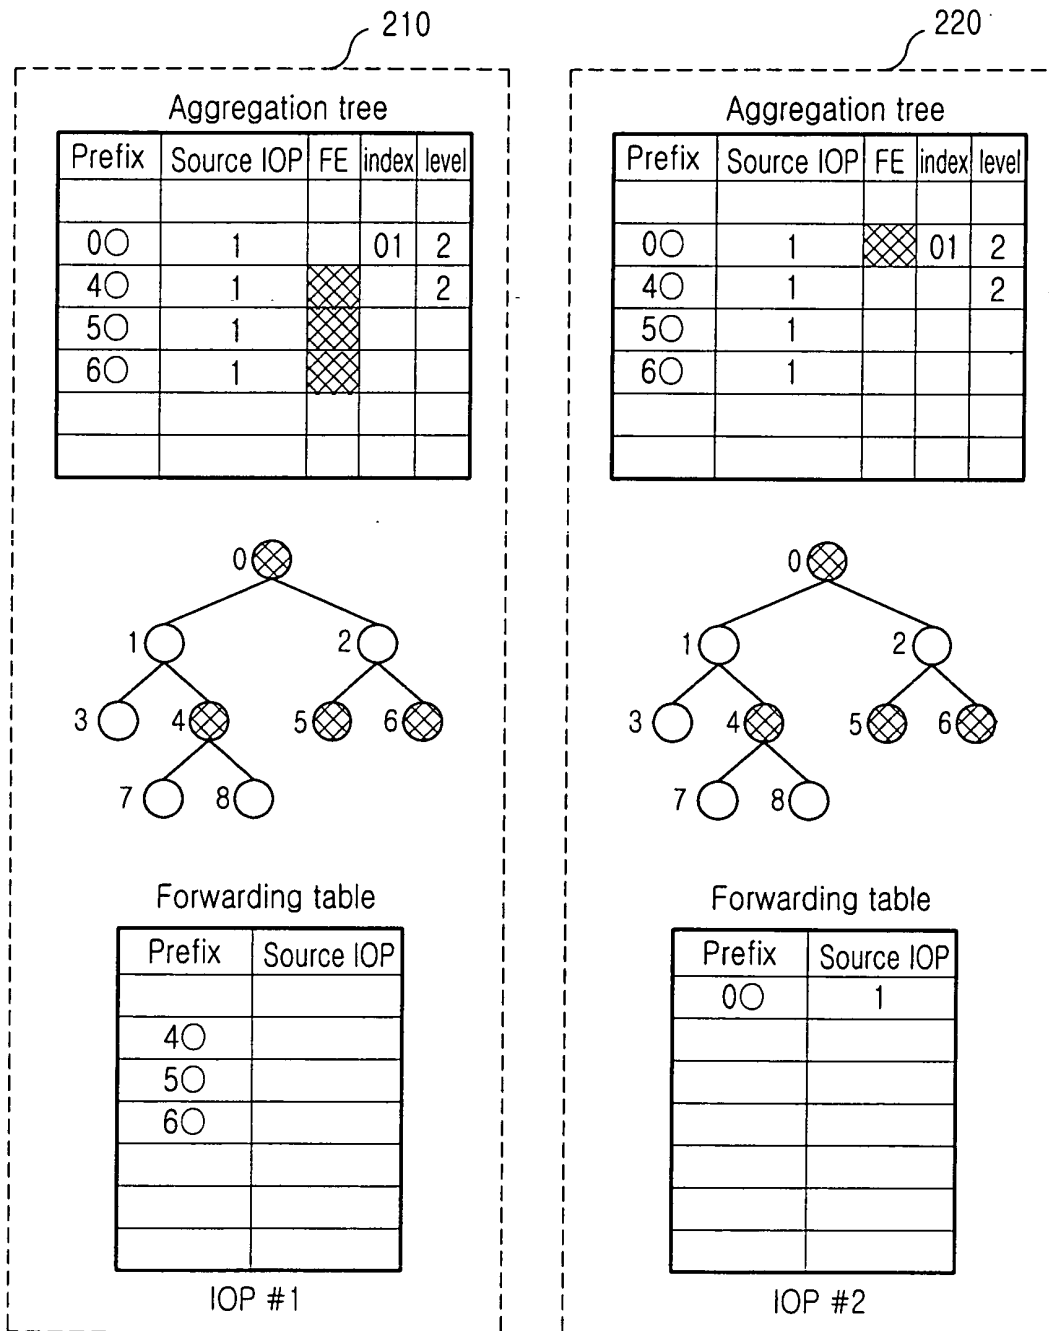 210
Aggregation tree
Prefix Source IOP FE index level
0○ 1 01 2
4○ 1 2
5○ 1
6○ 1
0
1 2
3 4 5 6
7 8
Forwarding table
Prefix Source IOP
4○
5○
6○
IOP #1
220
Aggregation tree
Prefix Source IOP FE index level
0○ 1 01 2
4○ 1 2
5○ 1
6○ 1
0
1 2
3 4 5 6
7 8
Forwarding table
Prefix Source IOP
0○ 1
IOP #2